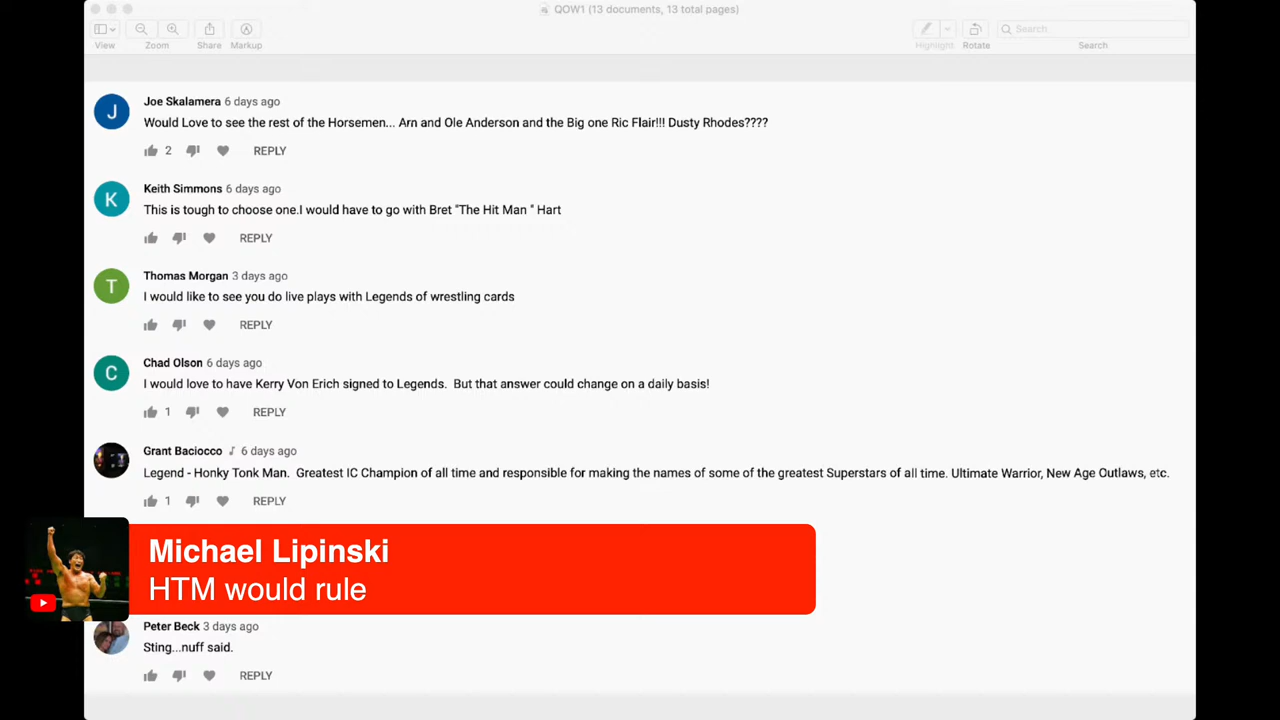 QOW1 (13 documents, 13 total pages)
View
Zoom
Share
Markup
Highlight
Rotate
Search
Search
Joe Skalamera 6 days ago
Would Love to see the rest of the Horsemen... Arn and Ole Anderson and the Big one Ric Flair!!! Dusty Rhodes????
2 REPLY
Keith Simmons 6 days ago
This is tough to choose one.I would have to go with Bret "The Hit Man " Hart
REPLY
Thomas Morgan 3 days ago
I would like to see you do live plays with Legends of wrestling cards
REPLY
Chad Olson 6 days ago
I would love to have Kerry Von Erich signed to Legends. But that answer could change on a daily basis!
1 REPLY
Grant Baciocco 6 days ago
Legend - Honky Tonk Man. Greatest IC Champion of all time and responsible for making the names of some of the greatest Superstars of all time. Ultimate Warrior, New Age Outlaws, etc.
1 REPLY
Michael Lipinski
HTM would rule
Peter Beck 3 days ago
Sting...nuff said.
REPLY
J
K
T
C